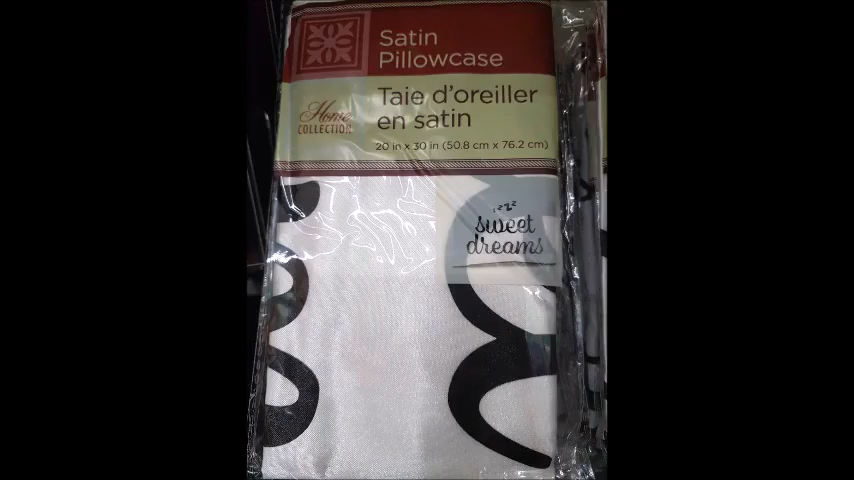 Satin
Pillowcase
Taie d'oreiller
en satin
Home
COLLECTION
20 in x 30 in (50.8 cm x 76.2 cm)
zzz
sweet
dreams